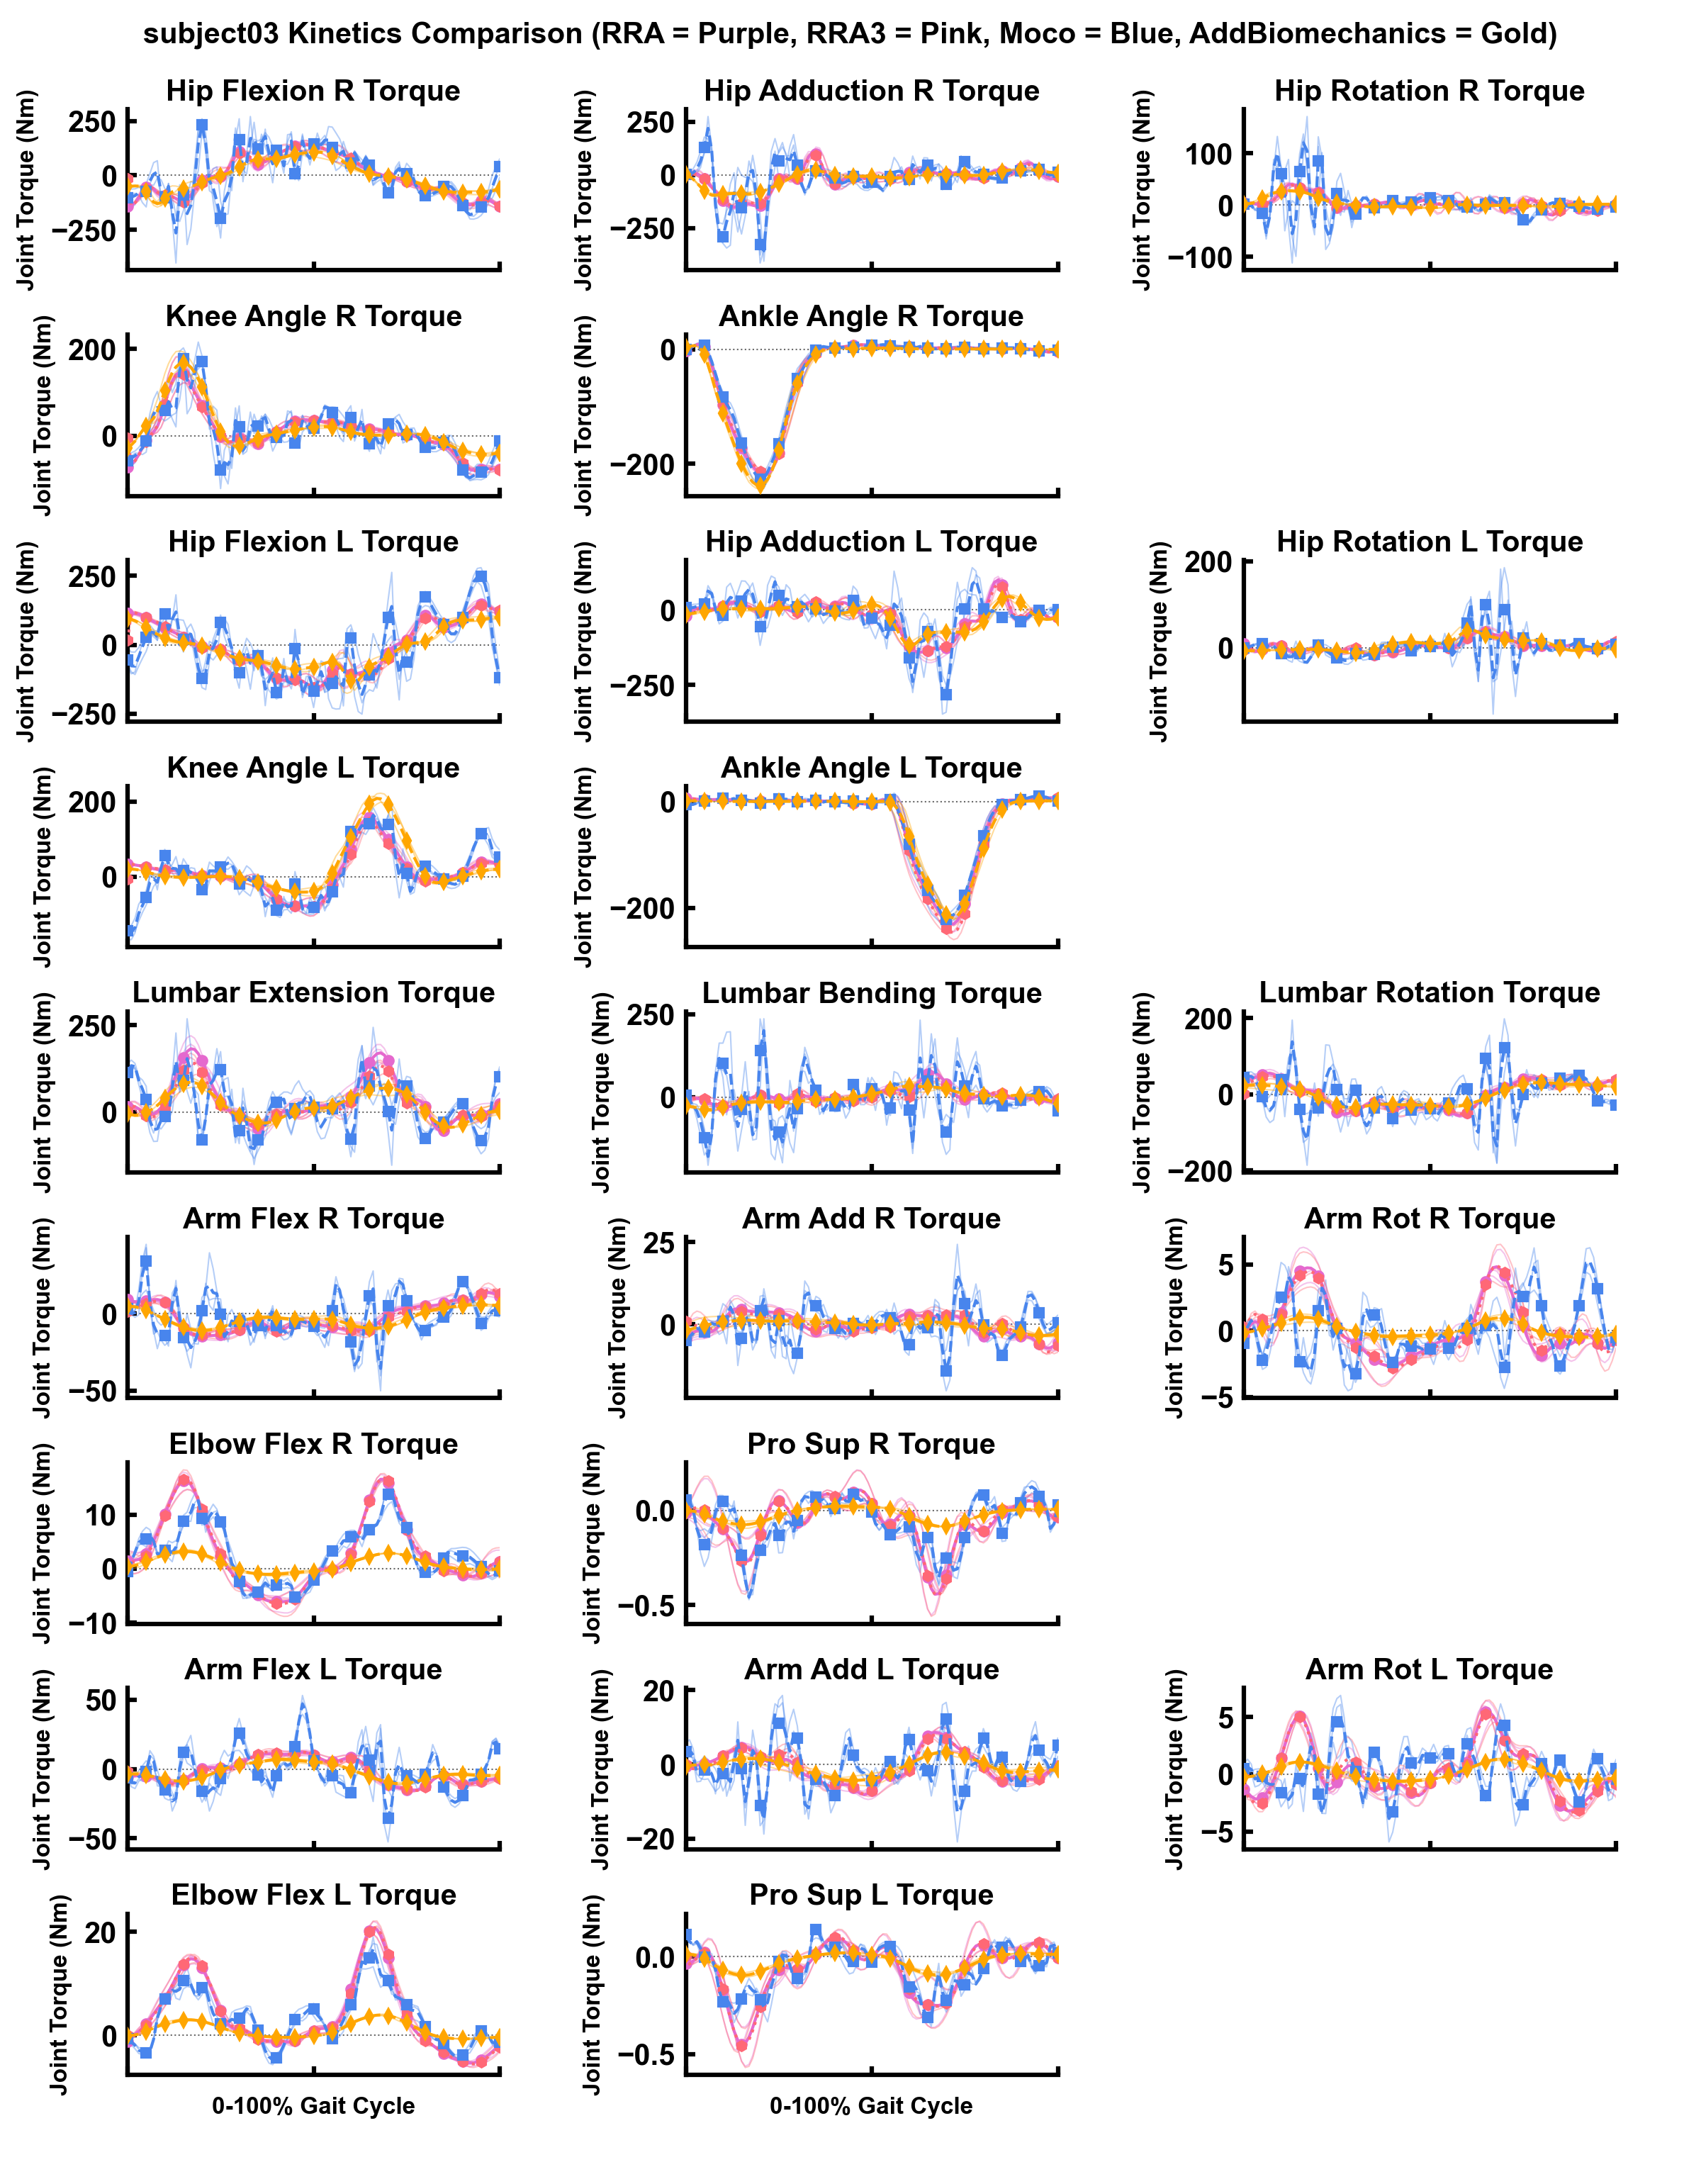 subject03 Kinetics Comparison (RRA = Purple, RRA3 = Pink, Moco = Blue, AddBiomechanics = Gold)
Hip Flexion R Torque
Joint Torque (Nm)
250
0
−250
Hip Adduction R Torque
Joint Torque (Nm)
250
0
−250
Hip Rotation R Torque
Joint Torque (Nm)
100
0
−100
Knee Angle R Torque
Joint Torque (Nm)
200
0
Ankle Angle R Torque
Joint Torque (Nm)
0
−200
Hip Flexion L Torque
Joint Torque (Nm)
250
0
−250
Hip Adduction L Torque
Joint Torque (Nm)
0
−250
Hip Rotation L Torque
Joint Torque (Nm)
200
0
Knee Angle L Torque
Joint Torque (Nm)
200
0
Ankle Angle L Torque
Joint Torque (Nm)
0
−200
Lumbar Extension Torque
Joint Torque (Nm)
250
0
Lumbar Bending Torque
Joint Torque (Nm)
250
0
Lumbar Rotation Torque
Joint Torque (Nm)
200
0
−200
Arm Flex R Torque
Joint Torque (Nm)
0
−50
Arm Add R Torque
Joint Torque (Nm)
25
0
Arm Rot R Torque
Joint Torque (Nm)
5
0
−5
Elbow Flex R Torque
Joint Torque (Nm)
10
0
−10
Pro Sup R Torque
Joint Torque (Nm)
0.0
−0.5
Arm Flex L Torque
Joint Torque (Nm)
50
0
−50
Arm Add L Torque
Joint Torque (Nm)
20
0
−20
Arm Rot L Torque
Joint Torque (Nm)
5
0
−5
Elbow Flex L Torque
Joint Torque (Nm)
20
0
0-100% Gait Cycle
Pro Sup L Torque
Joint Torque (Nm)
0.0
−0.5
0-100% Gait Cycle